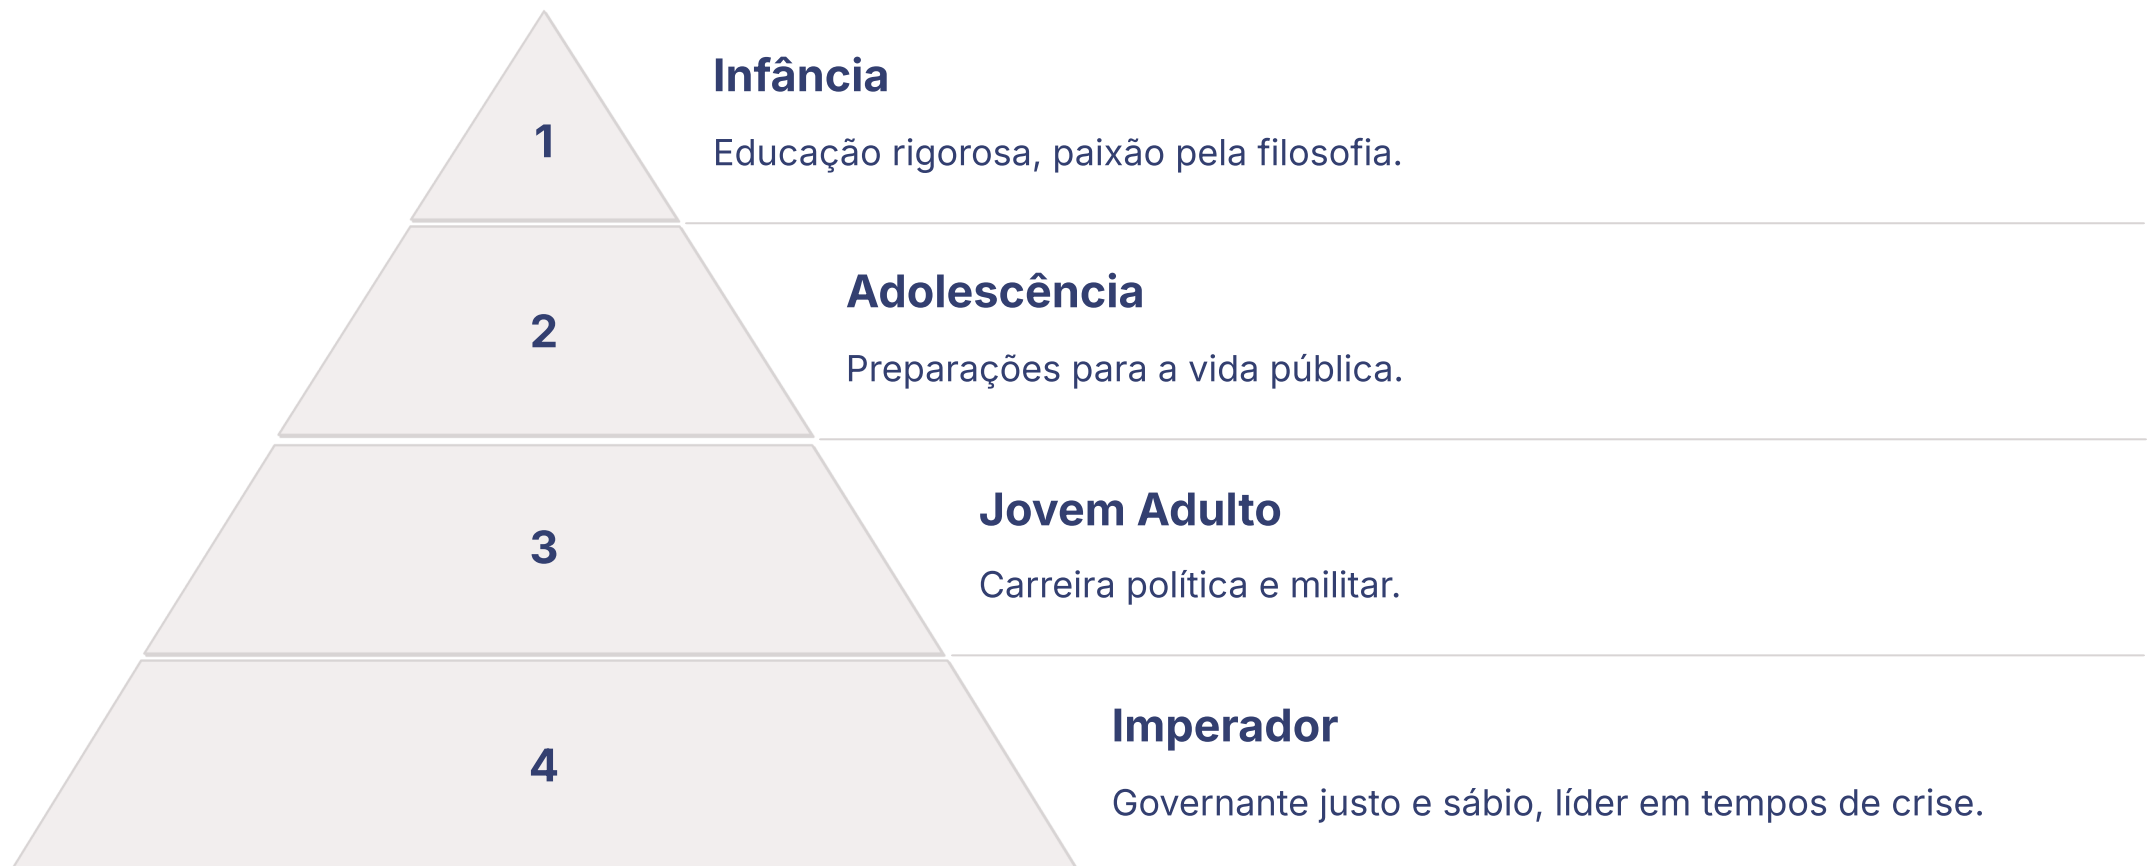 1
Infância
Educação rigorosa, paixão pela filosofia.
2
Adolescência
Preparações para a vida pública.
3
Jovem Adulto
Carreira política e militar.
4
Imperador
Governante justo e sábio, líder em tempos de crise.